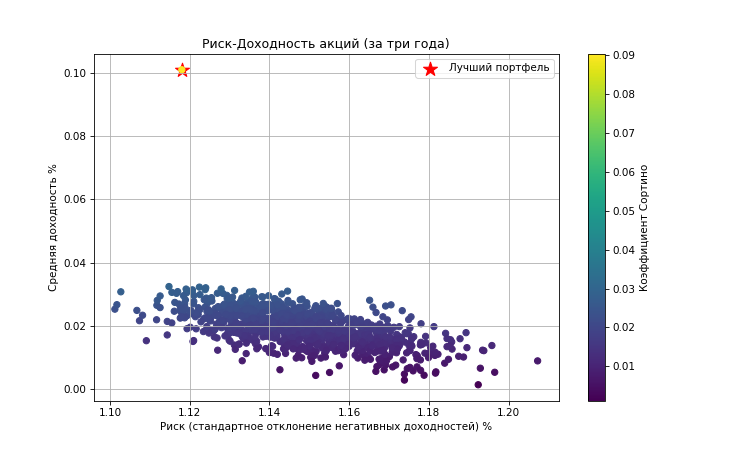 Риск-Доходность акций (за три года)
Лучший портфель
Средняя доходность %
0.10
0.08
0.06
0.04
0.02
0.00
1.10 1.12 1.14 1.16 1.18 1.20
Риск (стандартное отклонение негативных доходностей) %
0.09
0.08
0.07
0.06
0.05
0.04
0.03
0.02
0.01
Коэффициент Сортино